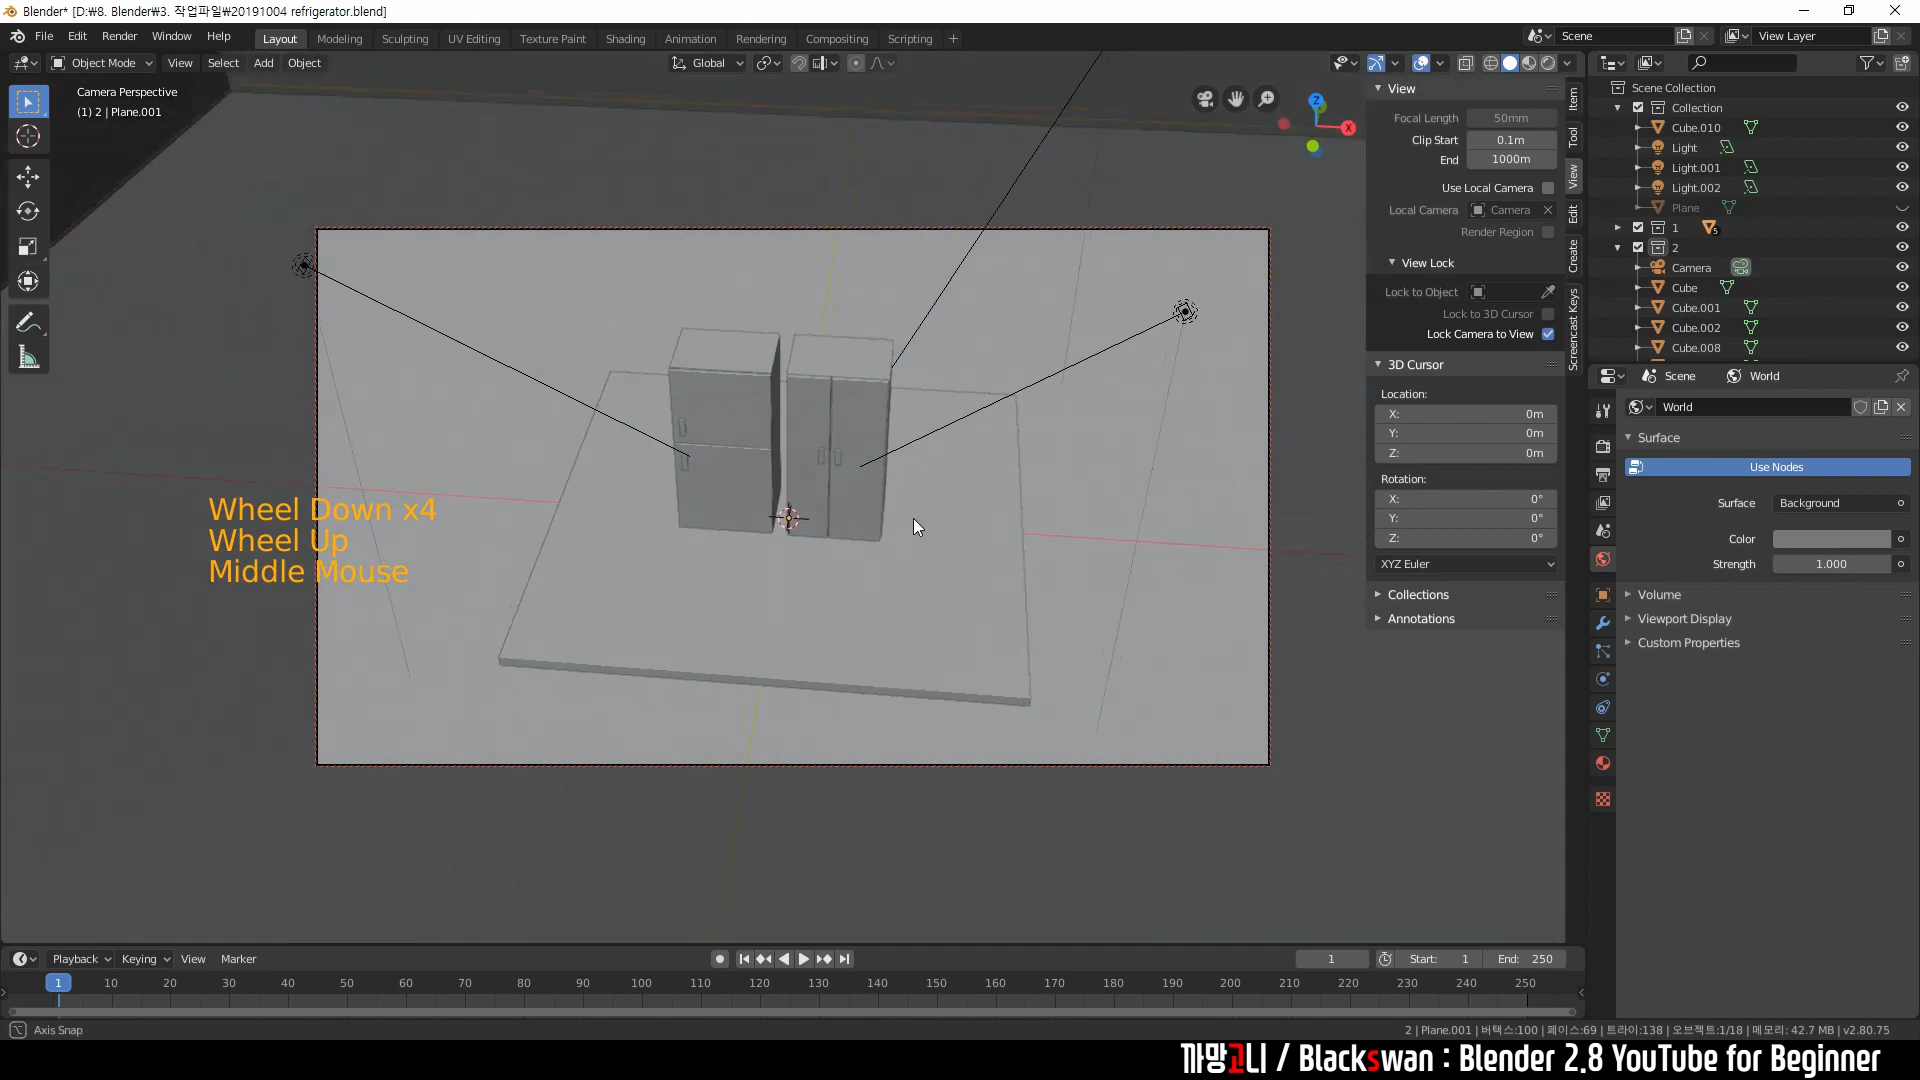 Blender* [D:₩8. Blender₩3. 작업파일₩20191004 refrigerator.blend]
File Edit Render Window Help
Layout Modeling Sculpting UV Editing Texture Paint Shading Animation Rendering Compositing Scripting +
Scene
View Layer
Object Mode View Select Add Object
Global
Camera Perspective
(1) 2 | Plane.001
Z
X
View
Focal Length 50mm
Clip Start 0.1m
End 1000m
Use Local Camera
Local Camera Camera
Render Region
View Lock
Lock to Object
Lock to 3D Cursor
Lock Camera to View
3D Cursor
Location:
X: 0m
Y: 0m
Z: 0m
Rotation:
X: 0°
Y: 0°
Z: 0°
XYZ Euler
Collections
Annotations
Item
Tool
View
Edit
Create
Screencast Keys
Scene Collection
Collection
Cube.010
Light
Light.001
Light.002
Plane
1 5
2
Camera
Cube
Cube.001
Cube.002
Cube.008
Scene World
World
Surface
Use Nodes
Surface Background
Color
Strength 1.000
Volume
Viewport Display
Custom Properties
Wheel Down x4
Wheel Up
Middle Mouse
Playback Keying View Marker
1 Start: 1 End: 250
1 10 20 30 40 50 60 70 80 90 100 110 120 130 140 150 160 170 180 190 200 210 220 230 240 250
Axis Snap
2 | Plane.001 | 버텍스:100 | 페이스:69 | 트라이:138 | 오브젝트:1/18 | 메모리: 42.7 MB | v2.80.75
까망고니 / Blackswan : Blender 2.8 YouTube for Beginner